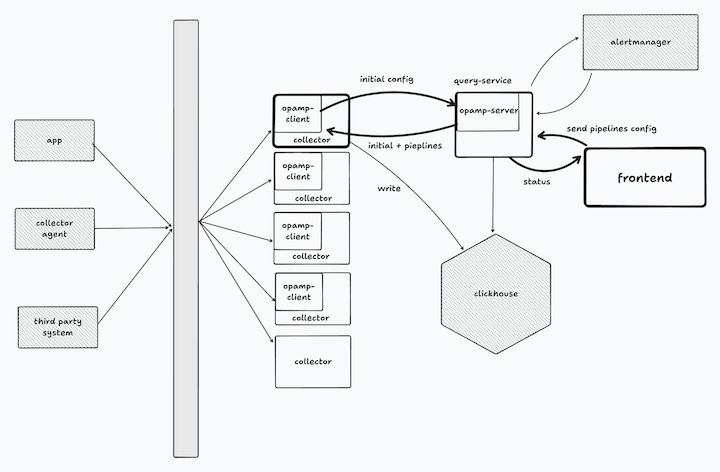 alertmanager
initial config
query-service
opamp-
client
collector
opamp-server
send pipelines config
app
initial + pieplines
frontend
opamp-
client
collector
write
status
collector
agent
opamp-
client
collector
clickhouse
opamp-
client
collector
third party
system
collector